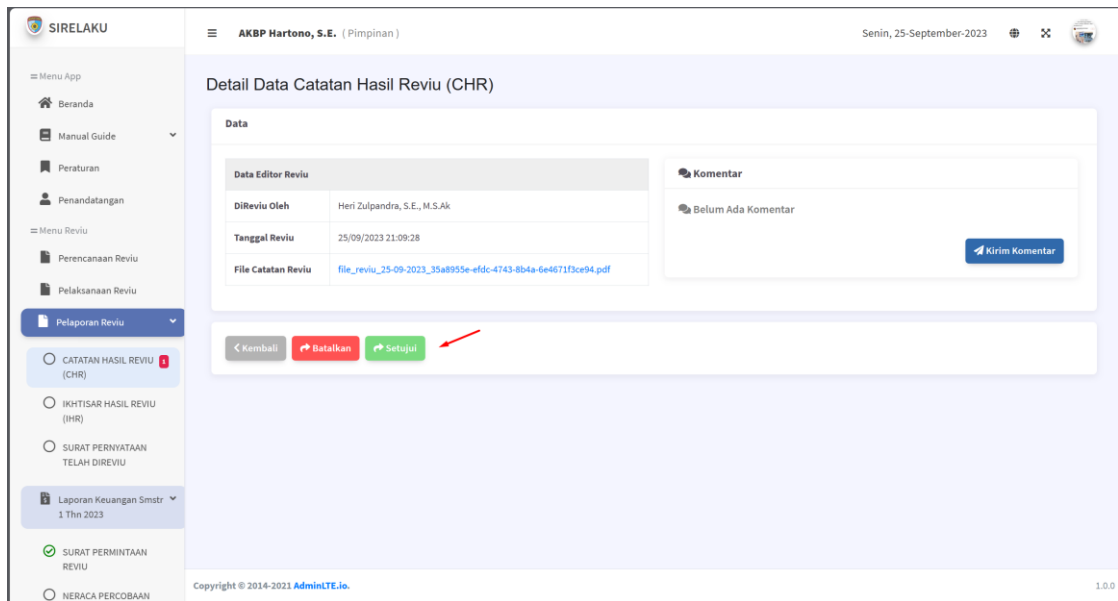 SIRELAKU
AKBP Hartono, S.E. (Pimpinan)
Senin, 25-September-2023
Menu App
Beranda
Manual Guide
Peraturan
Penandatangan
Menu Reviu
Perencanaan Reviu
Pelaksanaan Reviu
Pelaporan Reviu
CATATAN HASIL REVIU 1
(CHR)
IKHTISAR HASIL REVIU
(IHR)
SURAT PERNYATAAN
TELAH DIREVIU
Laporan Keuangan Smstr
1 Thn 2023
SURAT PERMINTAAN
REVIU
NERACA PERCOBAAN
Detail Data Catatan Hasil Reviu (CHR)
Data
Data Editor Reviu
DiReviu Oleh Heri Zulpandra, S.E., M.S.Ak
Tanggal Reviu 25/09/2023 21:09:28
File Catatan Reviu file_reviu_25-09-2023_35a8955e-efdc-4743-8b4a-6e4671f3ce94.pdf
Komentar
Belum Ada Komentar
Kirim Komentar
Kembali Batalkan Setujui
Copyright © 2014-2021 AdminLTE.io.
1.0.0